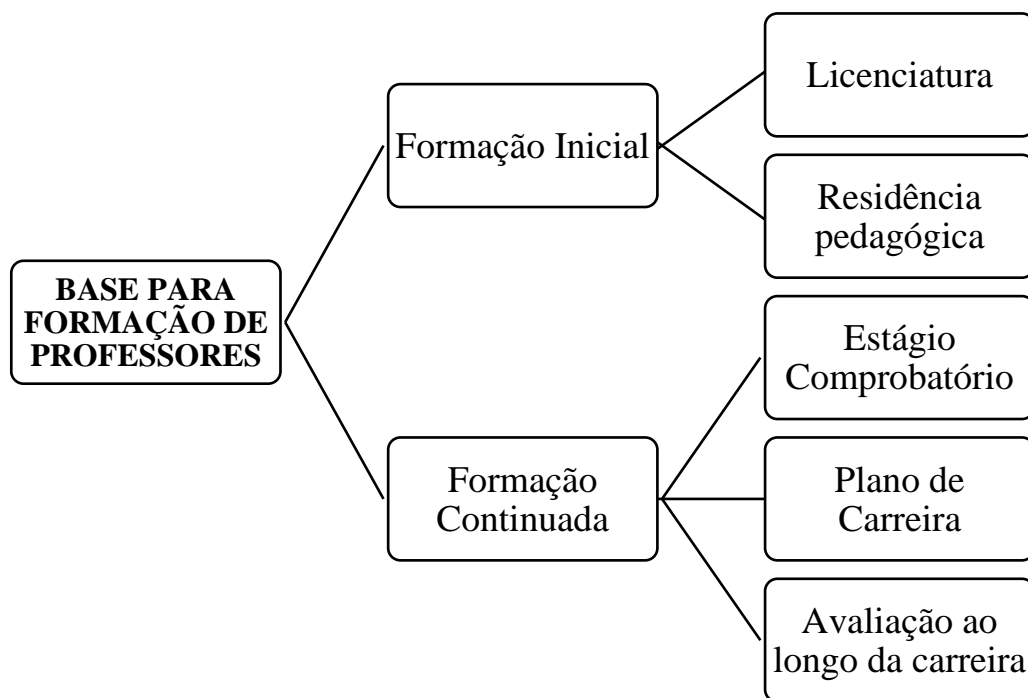 BASE PARA
FORMAÇÃO DE
PROFESSORES
Formação Inicial
Licenciatura
Residência
pedagógica
Formação
Continuada
Estágio
Comprobatório
Plano de
Carreira
Avaliação ao
longo da carreira